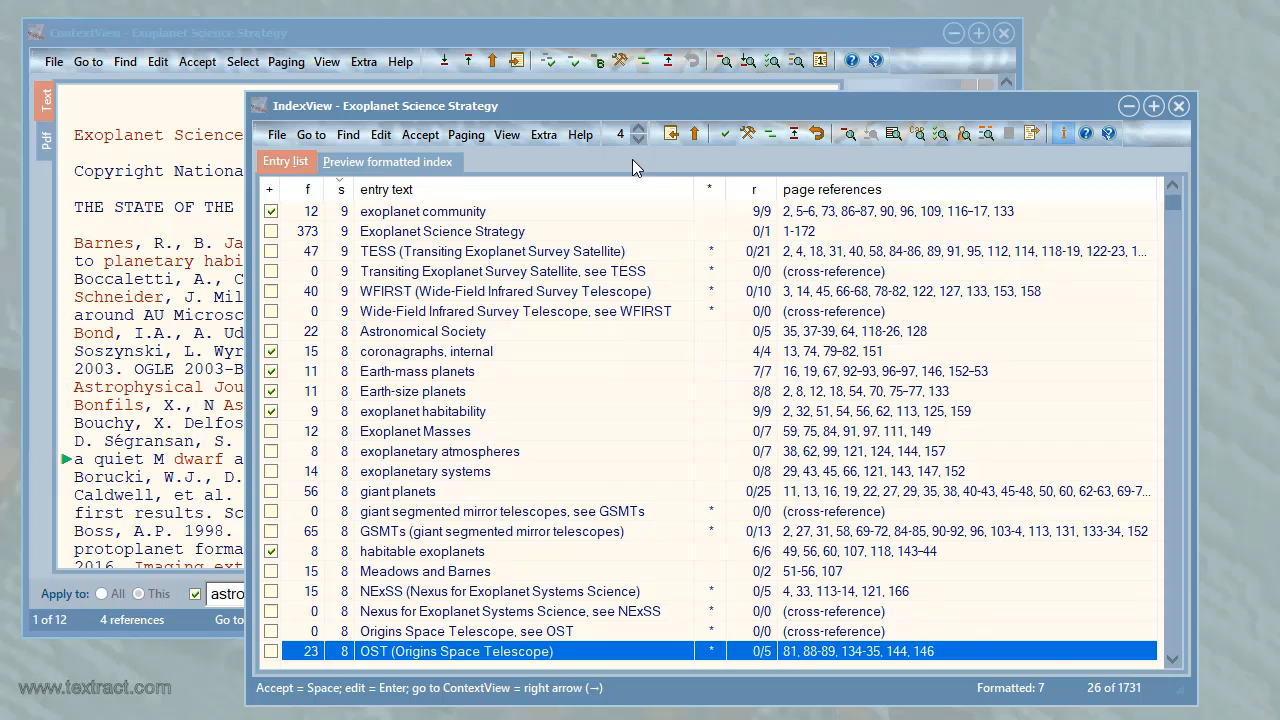 ContextView - Exoplanet Science Strategy
File Go to Find Edit Accept Select Paging View Extra Help
Text
Pdf
Exoplanet Science
Copyright National
THE STATE OF THE
Barnes, R., B. Ja
to planetary habi
Boccaletti, A., C
Schneider, J. Mil
around AU Microsc
Bond, I.A., A. Ud
Soszynski, L. Wyr
2003. OGLE 2003-B
Astrophysical Jou
Bonfils, X., N As
Bouchy, X. Delfos
D. Ségransan, S.
a quiet M dwarf a
Borucki, W.J., D.
Caldwell, et al.
first results. Sc
Boss, A.P. 1998.
protoplanet forma
2016. Imaging ext
Apply to: All This astro
1 of 12 4 references Go to
IndexView - Exoplanet Science Strategy
File Go to Find Edit Accept Paging View Extra Help 4
Entry list Preview formatted index
+ f s entry text * r page references
12 9 exoplanet community 9/9 2, 5–6, 73, 86–87, 90, 96, 109, 116–17, 133
373 9 Exoplanet Science Strategy 0/1 1-172
47 9 TESS (Transiting Exoplanet Survey Satellite) * 0/21 2, 4, 18, 31, 40, 58, 84-86, 89, 91, 95, 112, 114, 118-19, 122-23, 1...
0 9 Transiting Exoplanet Survey Satellite, see TESS * 0/0 (cross-reference)
40 9 WFIRST (Wide-Field Infrared Survey Telescope) * 0/10 3, 14, 45, 66-68, 78-82, 122, 127, 133, 153, 158
0 9 Wide-Field Infrared Survey Telescope, see WFIRST * 0/0 (cross-reference)
22 8 Astronomical Society 0/5 35, 37-39, 64, 118-26, 128
15 8 coronagraphs, internal 4/4 13, 74, 79–82, 151
11 8 Earth-mass planets 7/7 16, 19, 67, 92–93, 96–97, 146, 152–53
11 8 Earth-size planets 8/8 2, 8, 12, 18, 54, 70, 75–77, 133
9 8 exoplanet habitability 9/9 2, 32, 51, 54, 56, 62, 113, 125, 159
12 8 Exoplanet Masses 0/7 59, 75, 84, 91, 97, 111, 149
8 8 exoplanetary atmospheres 0/7 38, 62, 99, 121, 124, 144, 157
14 8 exoplanetary systems 0/8 29, 43, 45, 66, 121, 143, 147, 152
56 8 giant planets 0/25 11, 13, 16, 19, 22, 27, 29, 35, 38, 40-43, 45-48, 50, 60, 62-63, 69-7...
0 8 giant segmented mirror telescopes, see GSMTs * 0/0 (cross-reference)
65 8 GSMTs (giant segmented mirror telescopes) * 0/13 2, 27, 31, 58, 69-72, 84-85, 90-92, 96, 103-4, 113, 131, 133-34, 152
8 8 habitable exoplanets 6/6 49, 56, 60, 107, 118, 143–44
15 8 Meadows and Barnes 0/2 51-56, 107
15 8 NExSS (Nexus for Exoplanet Systems Science) * 0/5 4, 33, 113-14, 121, 166
0 8 Nexus for Exoplanet Systems Science, see NExSS * 0/0 (cross-reference)
0 8 Origins Space Telescope, see OST * 0/0 (cross-reference)
23 8 OST (Origins Space Telescope) * 0/5 81, 88-89, 134-35, 144, 146
Accept = Space; edit = Enter; go to ContextView = right arrow (→) Formatted: 7 26 of 1731
www.textract.com